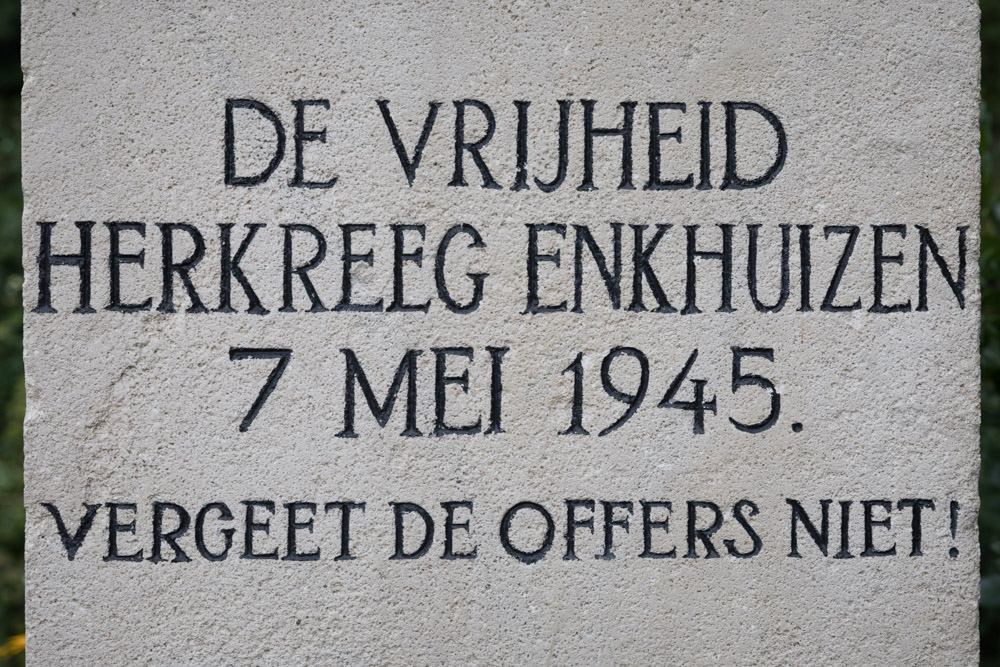 DE VRIJHEID
HERKREEG ENKHUIZEN
7 MEI 1945.
VERGEET DE OFFERS NIET!